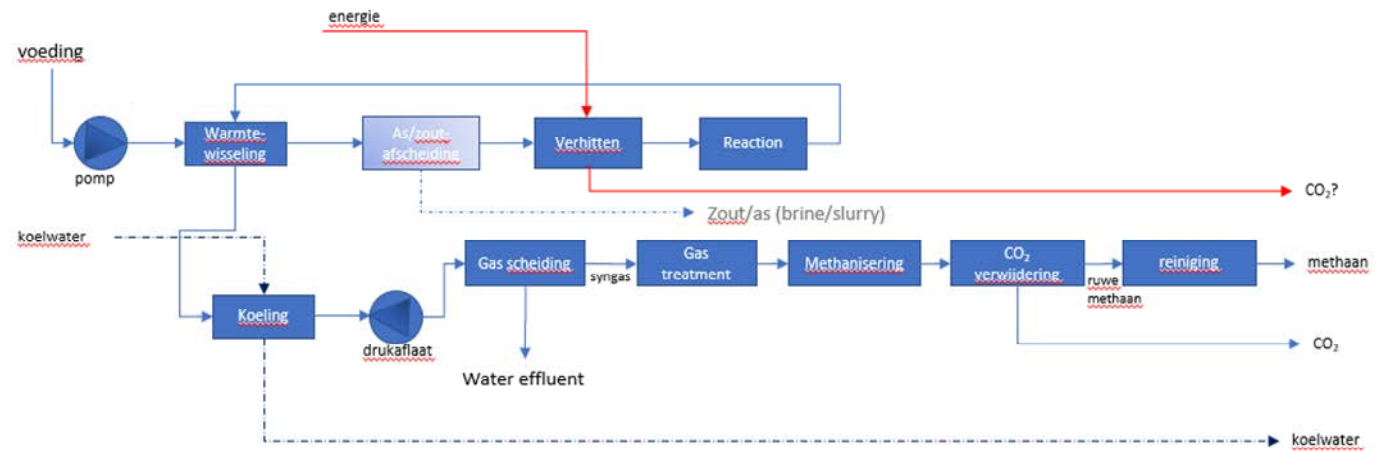 energie
voeding
Warmte-
wisseling
As/zout-
afscheiding
Verhitten
Reaction
pomp
CO₂?
Zout/as (brine/slurry)
koelwater
Gas scheiding
syngas
Gas
treatment
Methanisering
CO₂
verwijdering
ruwe
methaan
reiniging
methaan
Koeling
drukaflaat
CO₂
Water effluent
koelwater